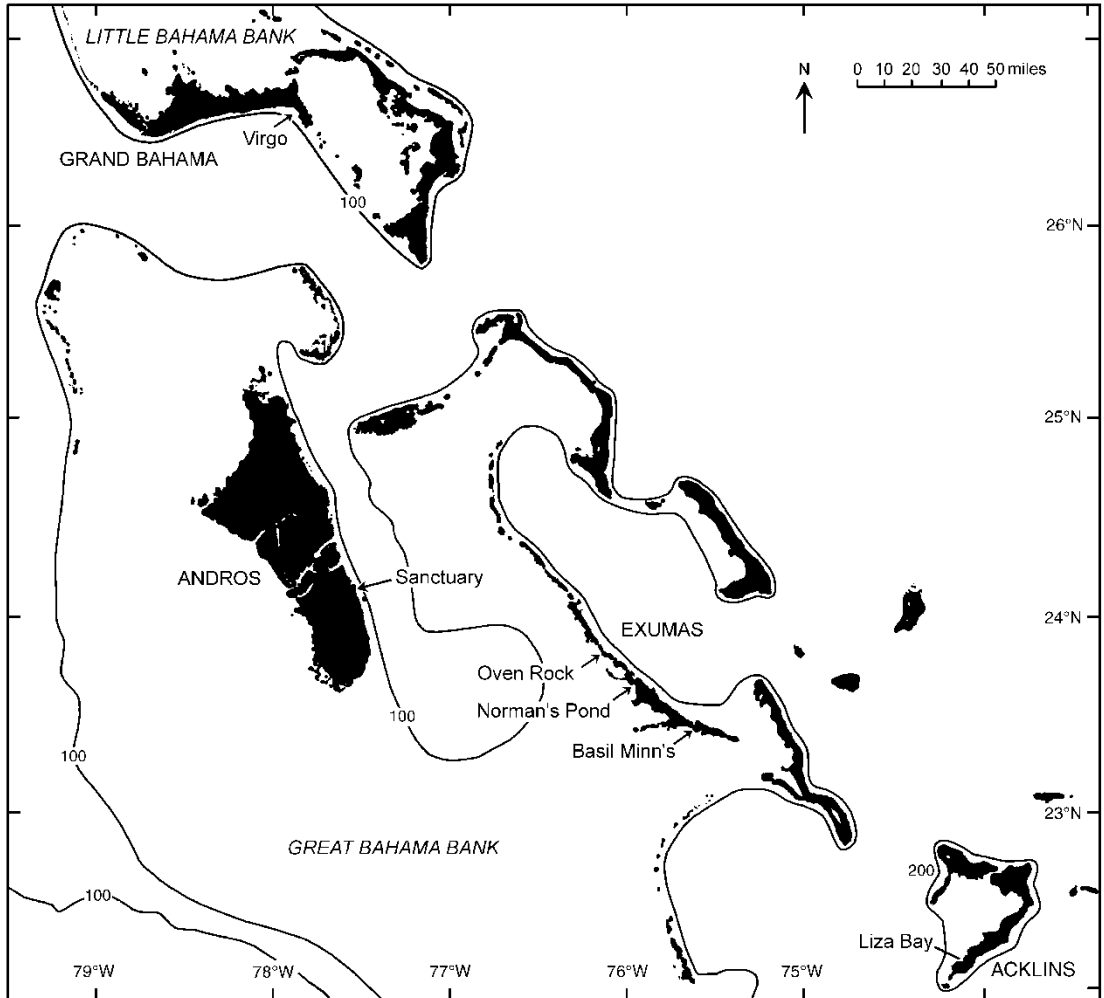 LITTLE BAHAMA BANK
N
0 10 20 30 40 50 miles
Virgo
GRAND BAHAMA
100
26°N
25°N
ANDROS
Sanctuary
24°N
EXUMAS
Oven Rock
Norman's Pond
100
Basil Minn's
100
23°N
GREAT BAHAMA BANK
200
100
Liza Bay
79°W 78°W 77°W 76°W 75°W
ACKLINS